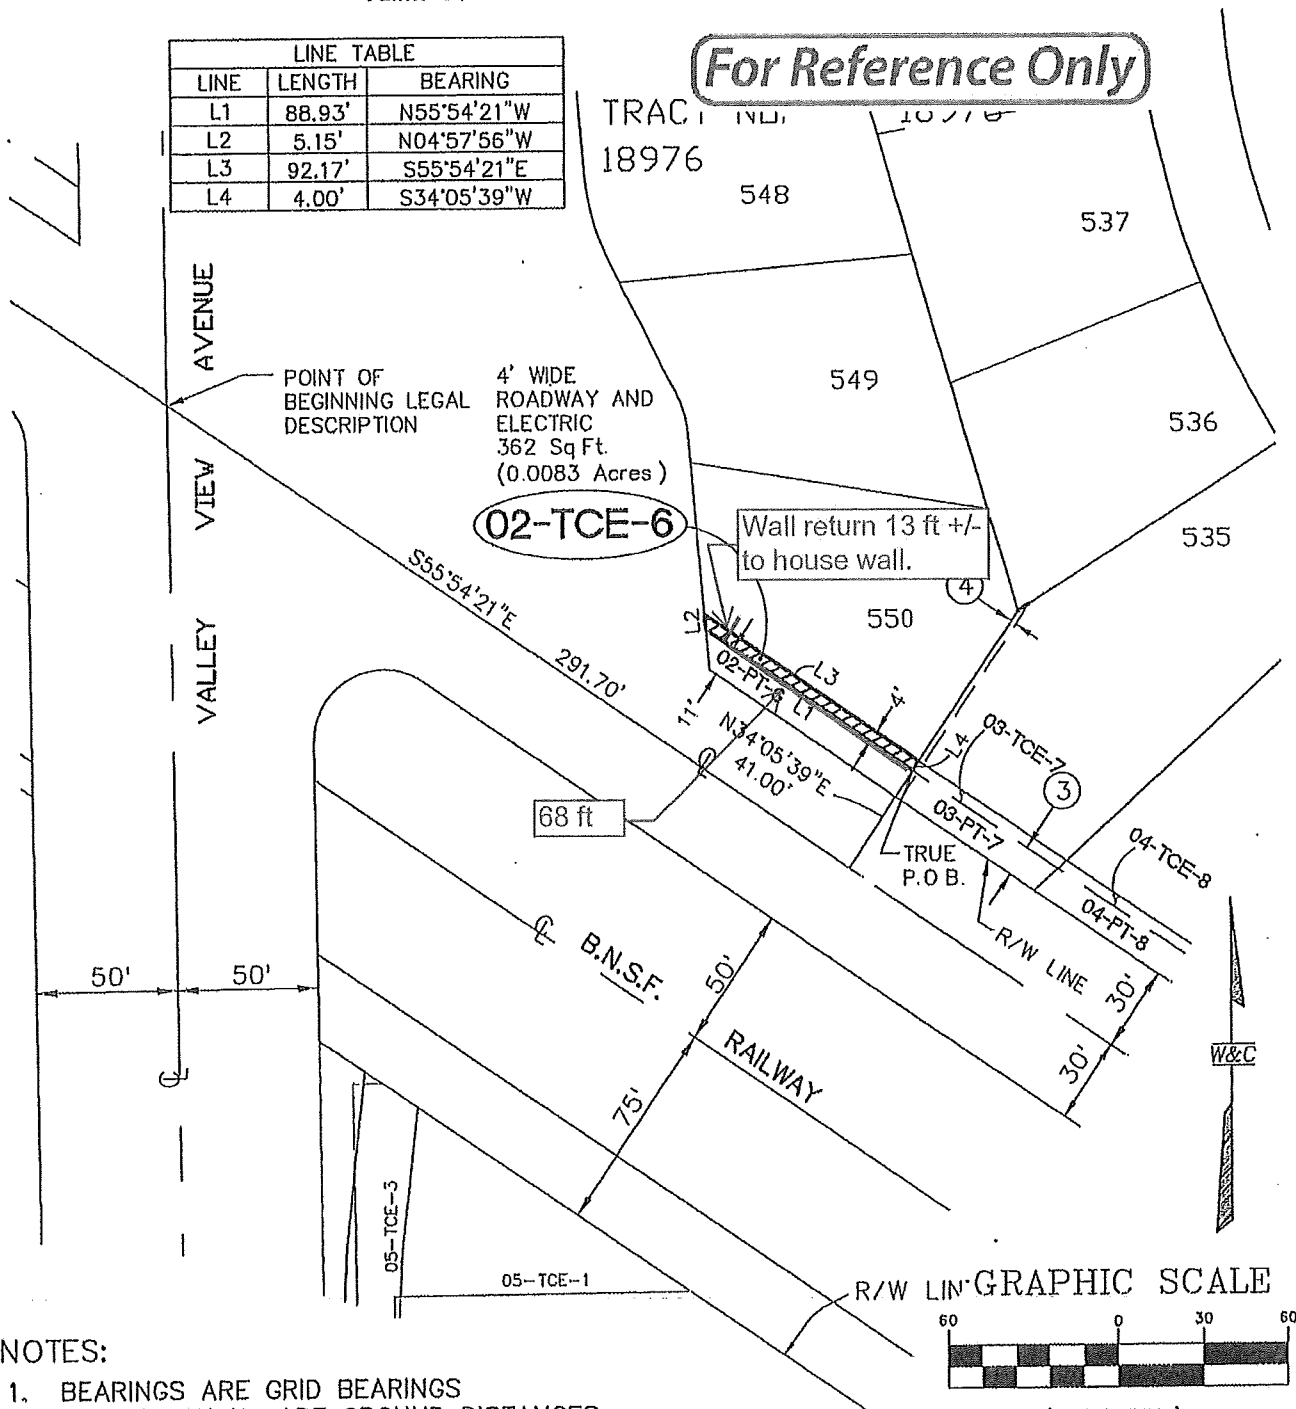 LINE TABLE
LINE LENGTH BEARING
L1 88.93' N55°54'21"W
L2 5.15' N04°57'56"W
L3 92.17' S55°54'21"E
L4 4.00' S34°05'39"W
For Reference Only
TRACT NO.
18976
18976
548
537
549
536
535
550
AVENUE
VIEW
VALLEY
POINT OF
BEGINNING LEGAL
DESCRIPTION
4' WIDE
ROADWAY AND
ELECTRIC
362 Sq Ft.
(0.0083 Acres)
02-TCE-6
Wall return 13 ft +/-
to house wall.
4
S55°54'21"E
291.70'
L2
02-PT-6
L3
L1
4'
11'
N34°05'39"E
41.00'
L4
03-TCE-7
3
03-PT-7
04-TCE-8
04-PT-8
68 ft
TRUE
P.O.B.
R/W LINE
30'
30'
50'
50'
B.N.S.F.
RAILWAY
50'
75'
W&C
05-TCE-3
05-TCE-1
R/W LIN
GRAPHIC SCALE
60 0 30 60
NOTES:
1. BEARINGS ARE GRID BEARINGS
ARE GROUND DISTANCES